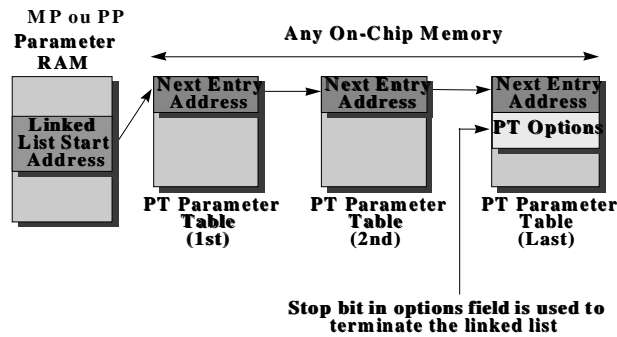 MP ou PP
Parameter
RAM
Any On-Chip Memory
Linked
List Start
Address
Next Entry
Address
Next Entry
Address
Next Entry
Address
PT Options
PT Parameter
Table
(1st)
PT Parameter
Table
(2nd)
PT Parameter
Table
(Last)
Stop bit in options field is used to
terminate the linked list